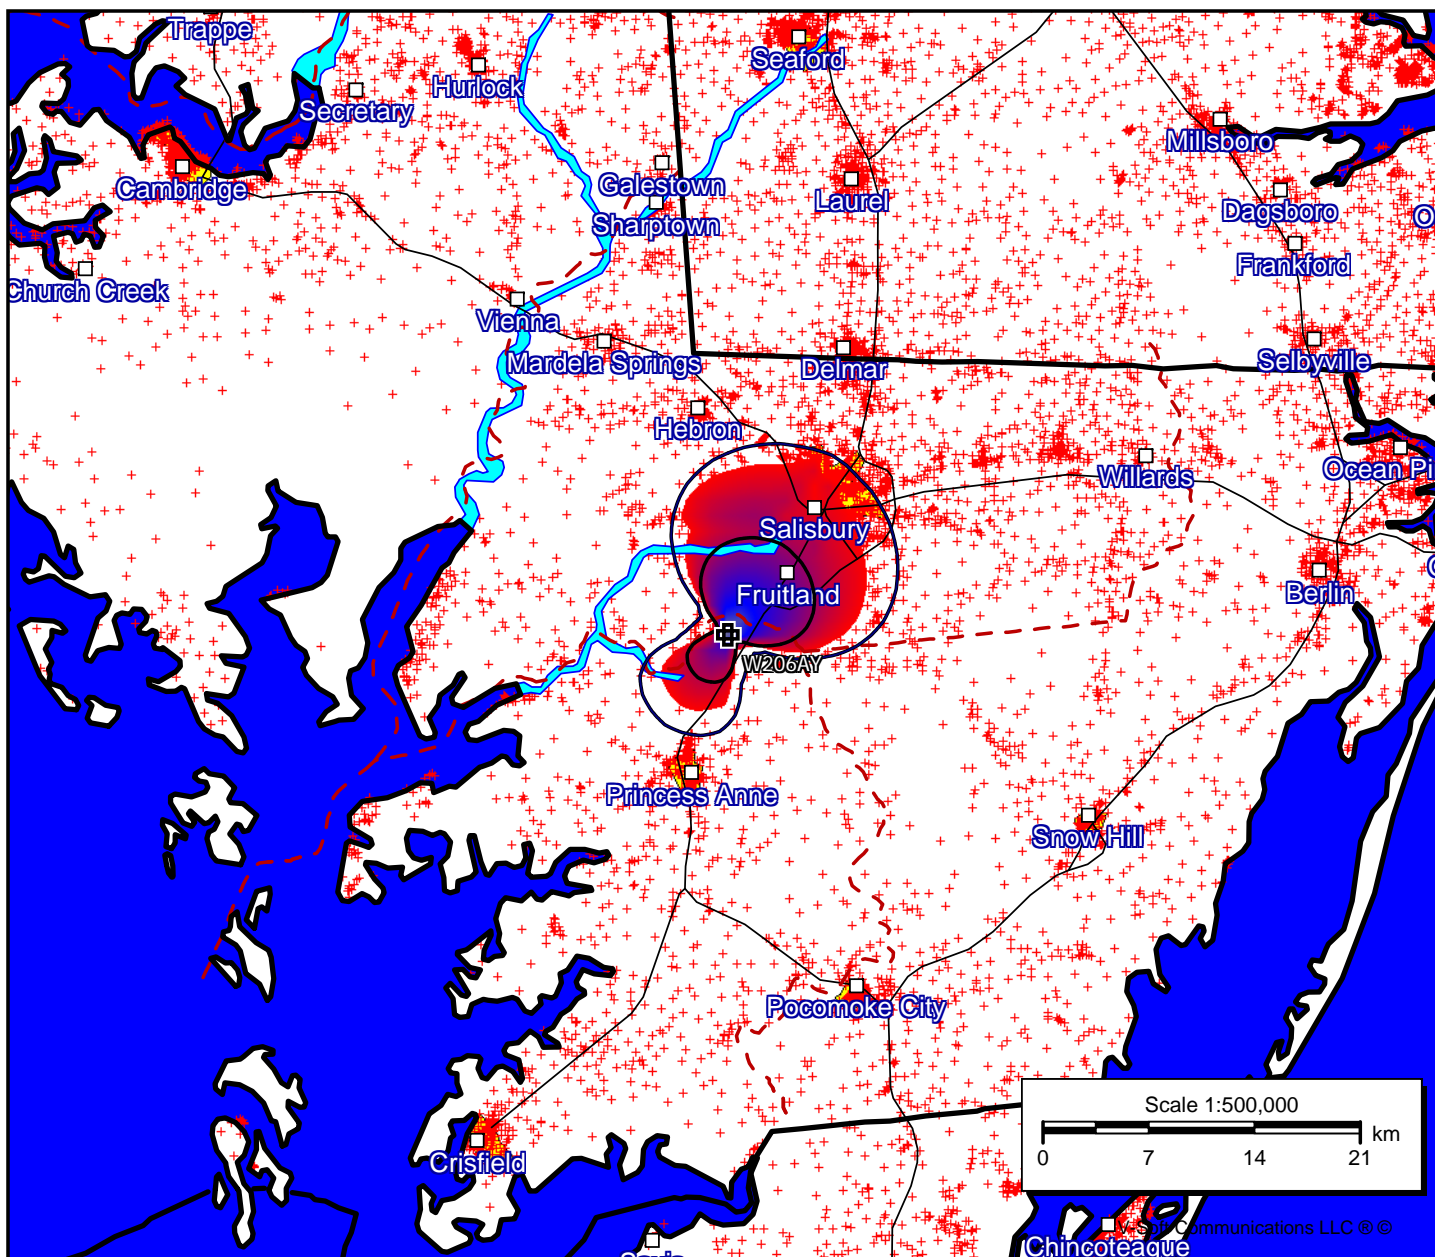 Trappe
Seaford
Hurlock
Secretary
Millsboro
Cambridge
Galestown
Laurel
Sharptown
Dagsboro
O
Frankford
Church Creek
Vienna
Mardela Springs
Delmar
Selbyville
Hebron
Willards
Ocean Pi
Salisbury
Fruitland
Berlin
W206AY
Princess Anne
Snow Hill
Pocomoke City
Scale 1:500,000
km
0 7 14 21
Crisfield
V-Soft Communications LLC ® ©
Chincoteague